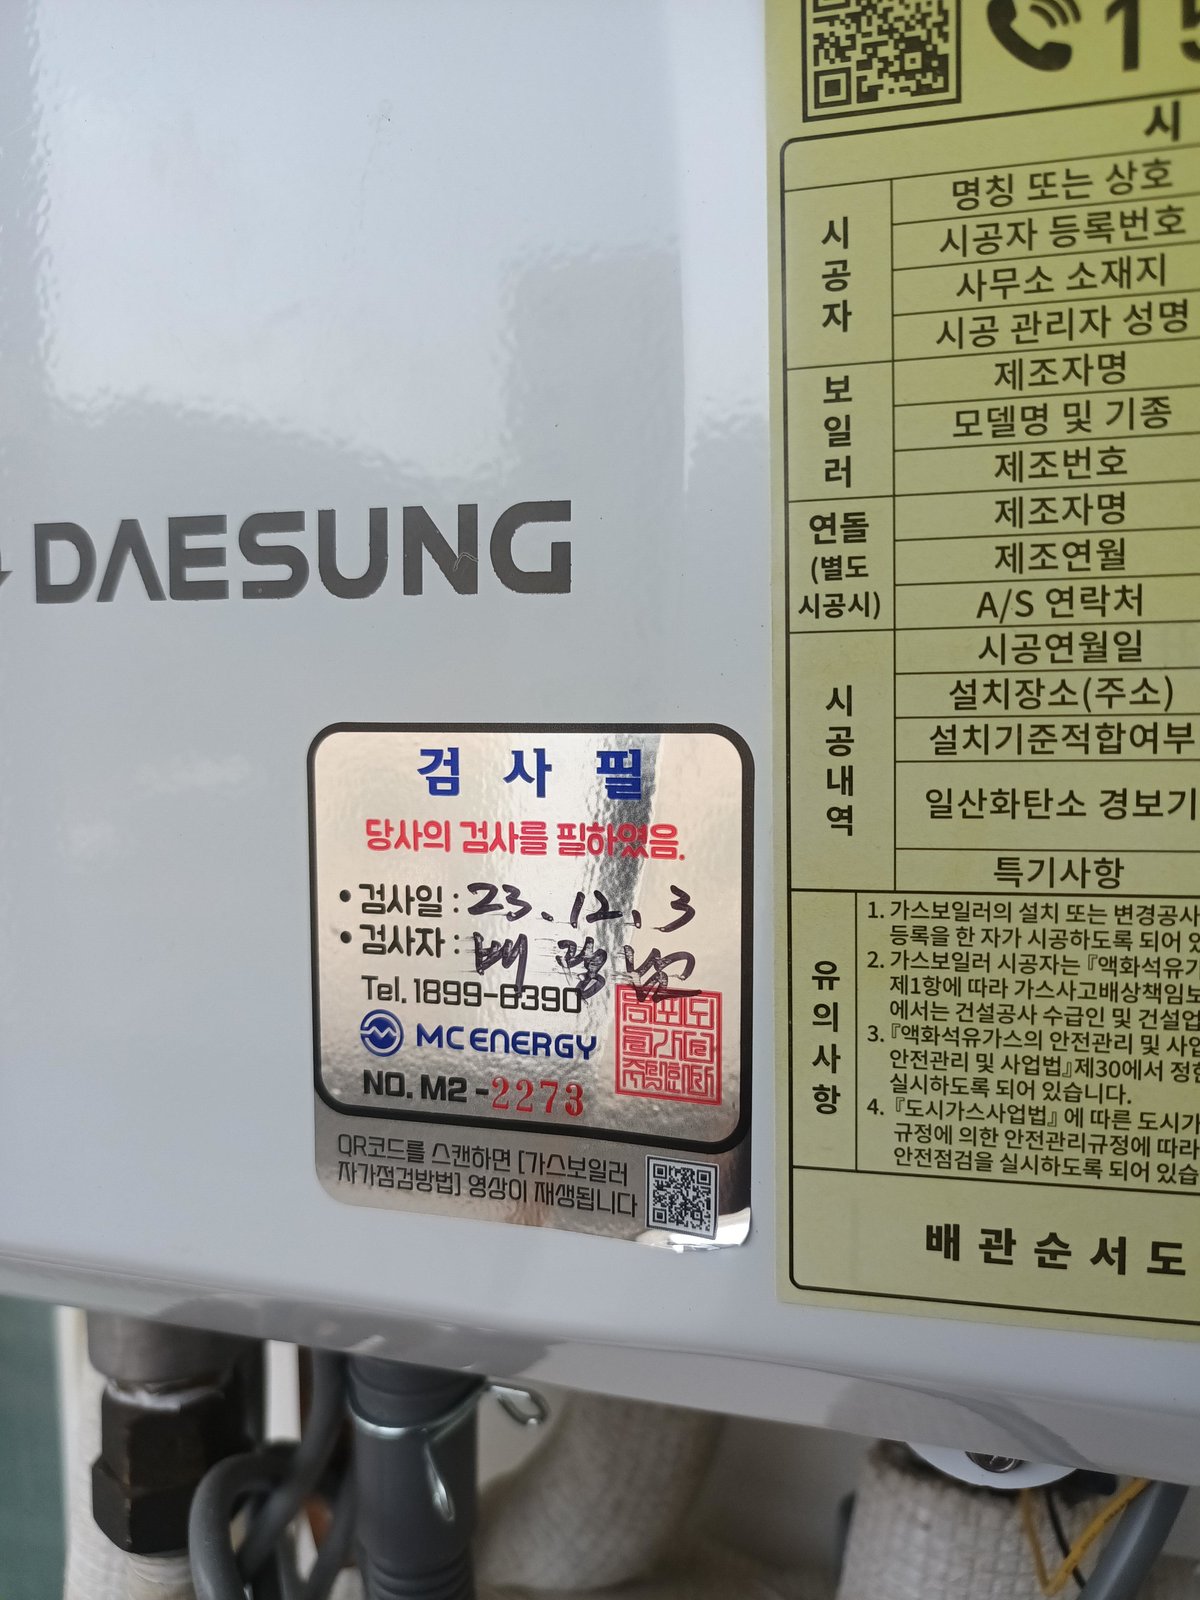 DAESUNG
검 사 필
당사의 검사를 필하였음.
• 검사일 : 23.12.3
• 검사자 : 배
Tel. 1899-0390
MC ENERGY
NO. M2 -2273
QR코드를 스캔하면 [가스보일러
자가점검방법] 영상이 재생됩니다
15
시
시공자
명칭 또는 상호
시공자 등록번호
사무소 소재지
시공 관리자 성명
보일러
제조자명
모델명 및 기종
제조번호
연돌
(별도
시공시)
제조자명
제조연월
A/S 연락처
시공내역
시공연월일
설치장소(주소)
설치기준적합여부
일산화탄소 경보기
특기사항
유의사항
1. 가스보일러의 설치 또는 변경공사
등록을 한 자가 시공하도록 되어 있
2. 가스보일러 시공자는 『액화석유가
제1항에 따라 가스사고배상책임보
에서는 건설공사 수급인 및 건설업
3. 『액화석유가스의 안전관리 및 사업
안전관리 및 사업법』제30에서 정한
실시하도록 되어 있습니다.
4. 『도시가스사업법』 에 따른 도시가
규정에 의한 안전관리규정에 따라
안전점검을 실시하도록 되어 있습
배관순서도